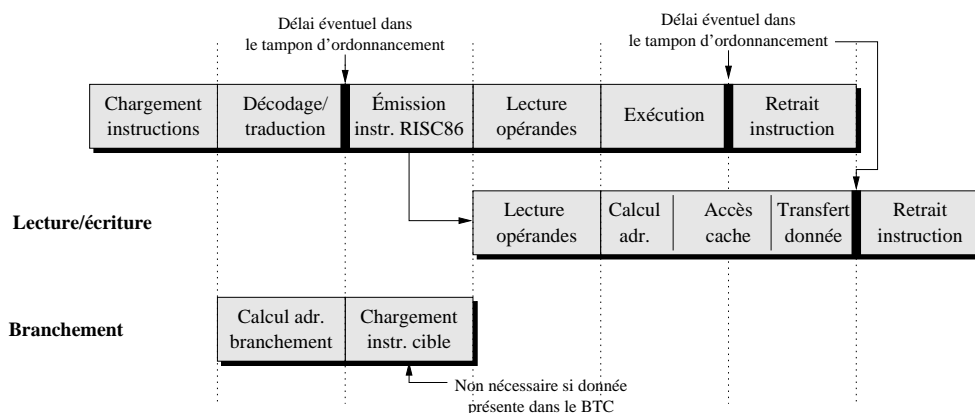 Délai éventuel dans
le tampon d'ordonnancement
Délai éventuel dans
le tampon d'ordonnancement
Chargement
instructions
Décodage/
traduction
Émission
instr. RISC86
Lecture
opérandes
Exécution
Retrait
instruction
Lecture/écriture
Lecture
opérandes
Calcul
adr.
Accès
cache
Transfert
donnée
Retrait
instruction
Branchement
Calcul adr.
branchement
Chargement
instr. cible
Non nécessaire si donnée
présente dans le BTC